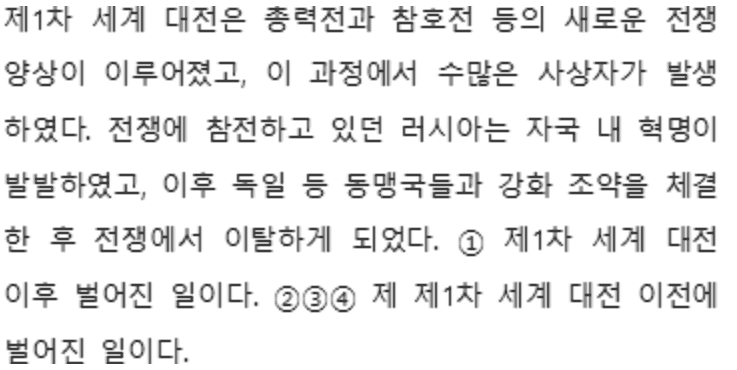 제1차 세계 대전은 총력전과 참호전 등의 새로운 전쟁
양상이 이루어졌고, 이 과정에서 수많은 사상자가 발생
하였다. 전쟁에 참전하고 있던 러시아는 자국 내 혁명이
발발하였고, 이후 독일 등 동맹국들과 강화 조약을 체결
한 후 전쟁에서 이탈하게 되었다. ① 제1차 세계 대전
이후 벌어진 일이다. ②③④ 제 제1차 세계 대전 이전에
벌어진 일이다.